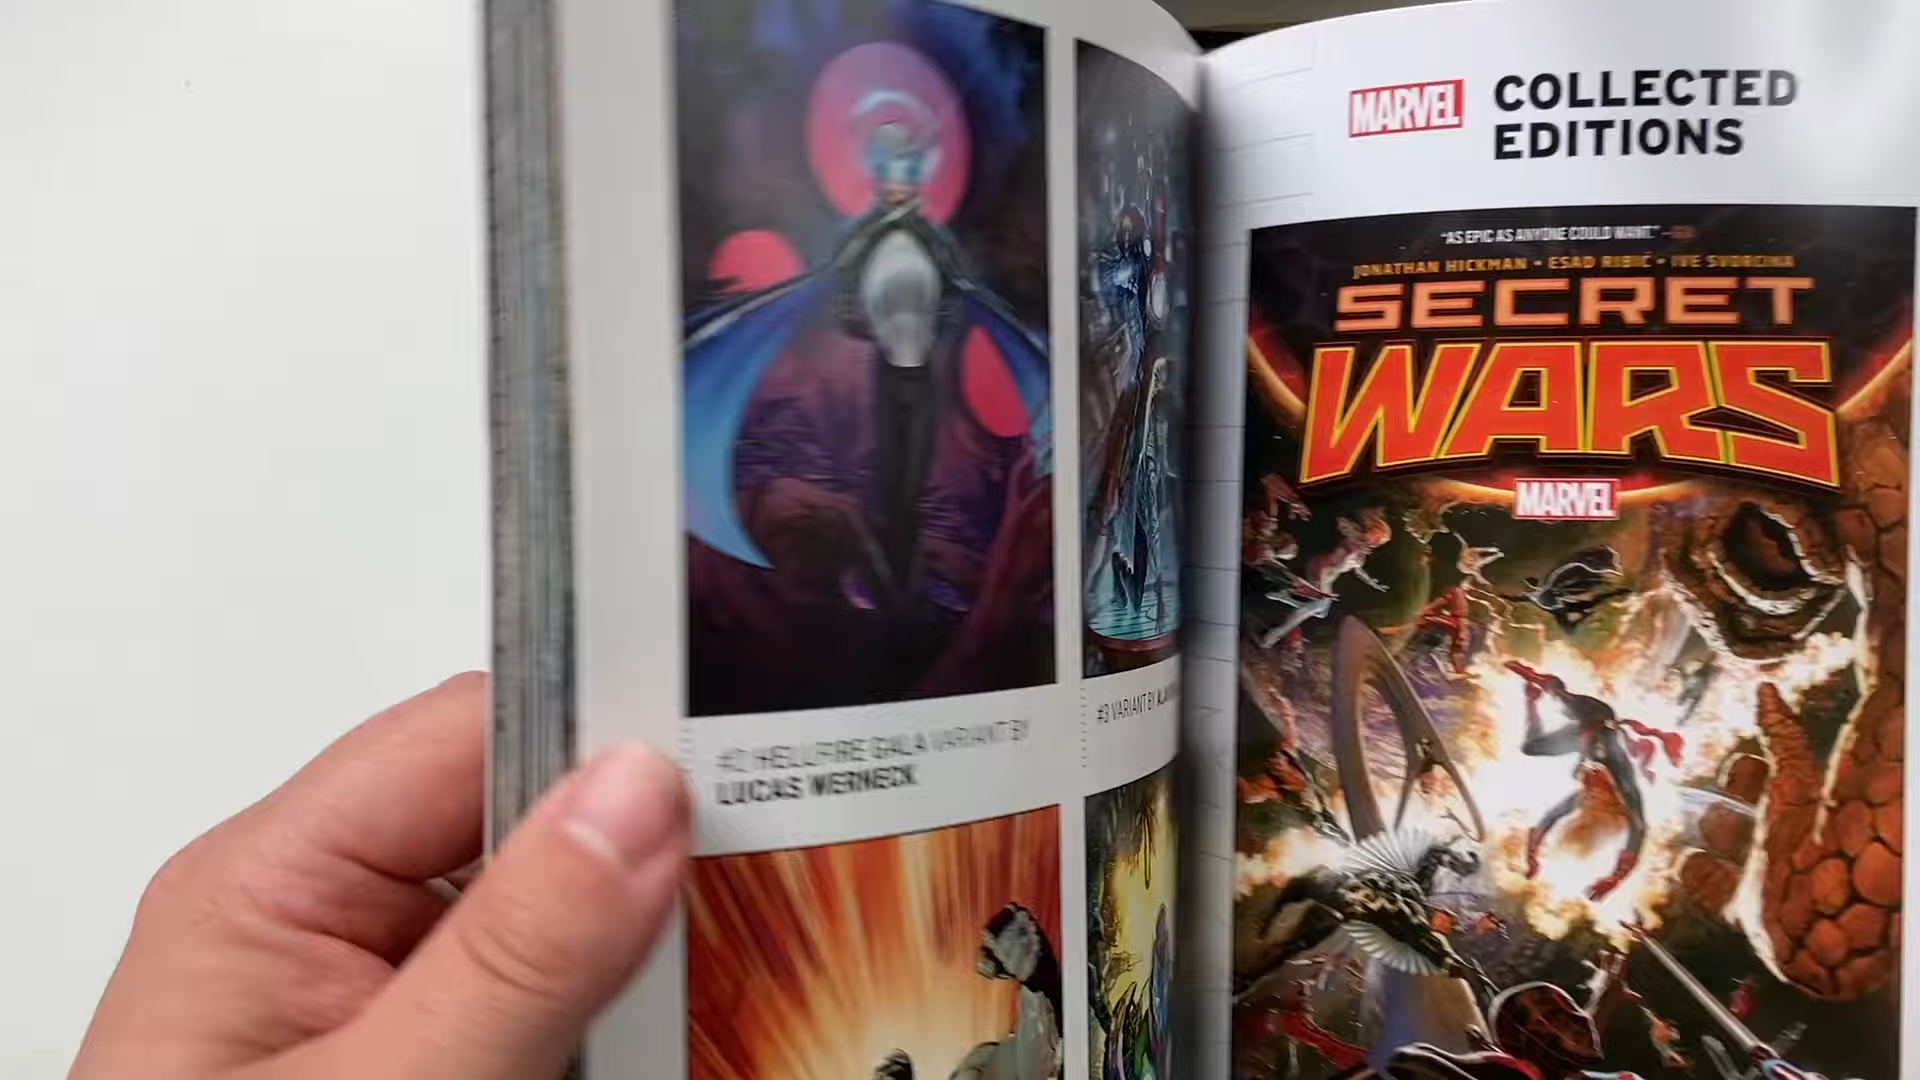 #2 HELLFIRE GALA VARIANT BY
LUCAS WERNECK
#3 VARIANT BY
MARVEL
COLLECTED
EDITIONS
"AS EPIC AS ANYONE COULD WANT."
JONATHAN HICKMAN • ESAD RIBIC • IVE SVORCINA
SECRET
WARS
MARVEL